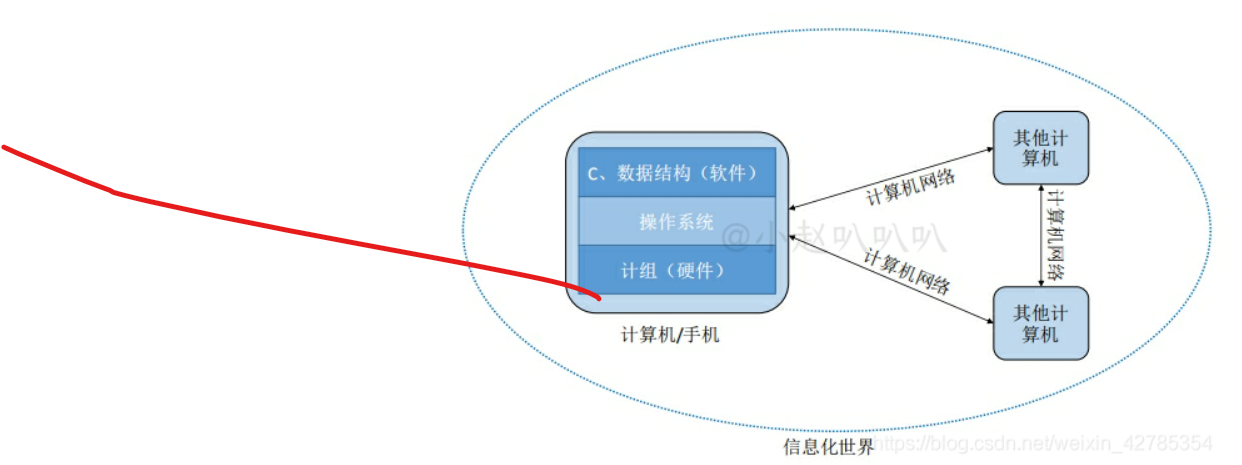 其他计
算机
C、数据结构（软件）
计算机网络
操作系统
@小赵叭叭叭
计算机网络
计组（硬件）
计算机网络
其他计
算机
计算机/手机
信息化世界
https://blog.csdn.net/weixin_42785354